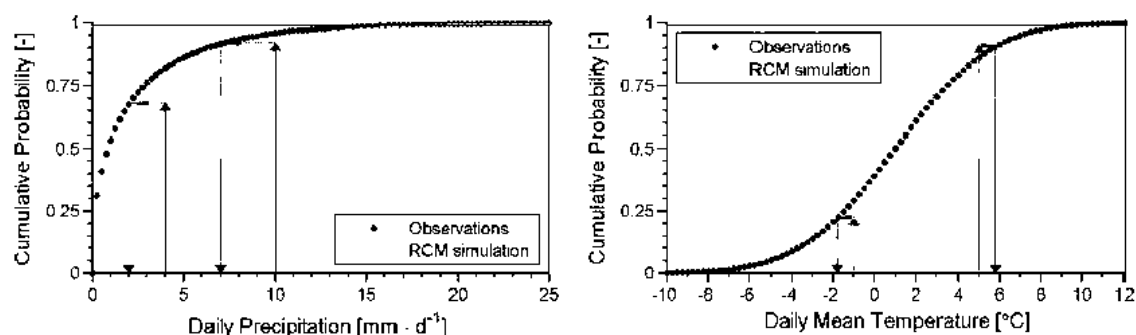 Cumulative Probability [-]
1
0.75
0.5
0.25
0
Observations
RCM simulation
0 5 10 15 20 25
Daily Precipitation [mm · d⁻¹]
Cumulative Probability [-]
1
0.75
0.5
0.25
0
Observations
RCM simulation
-10 -8 -6 -4 -2 0 2 4 6 8 10 12
Daily Mean Temperature [°C]